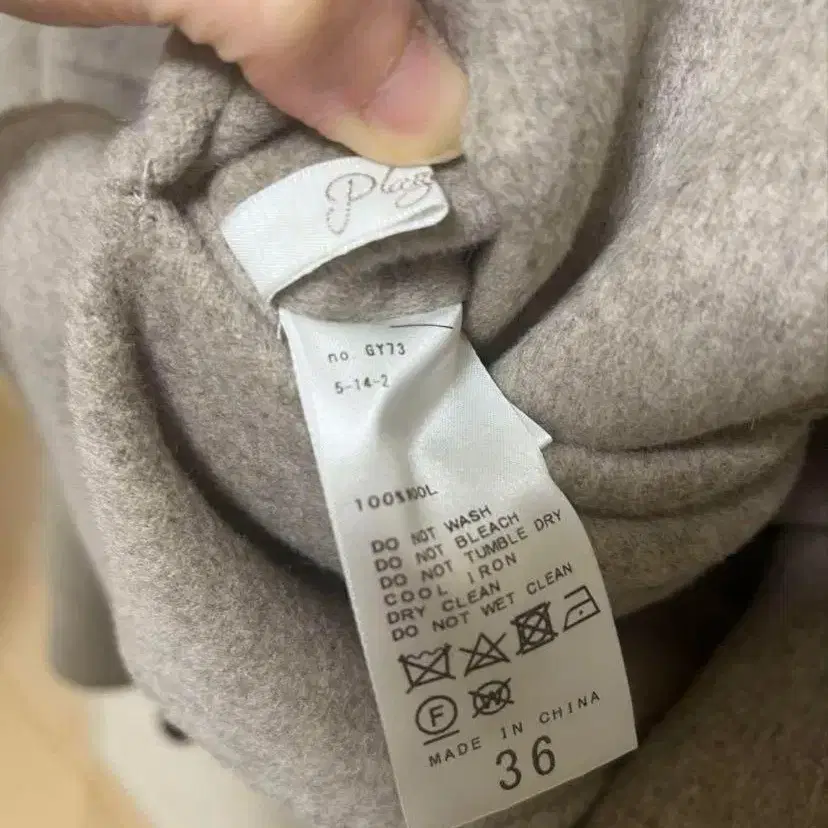 no. GY73
5-14-2
100%WOOL
DO NOT WASH
DO NOT BLEACH
DO NOT TUMBLE DRY
COOL IRON
DRY CLEAN
DO NOT WET CLEAN
F W
MADE IN CHINA
36